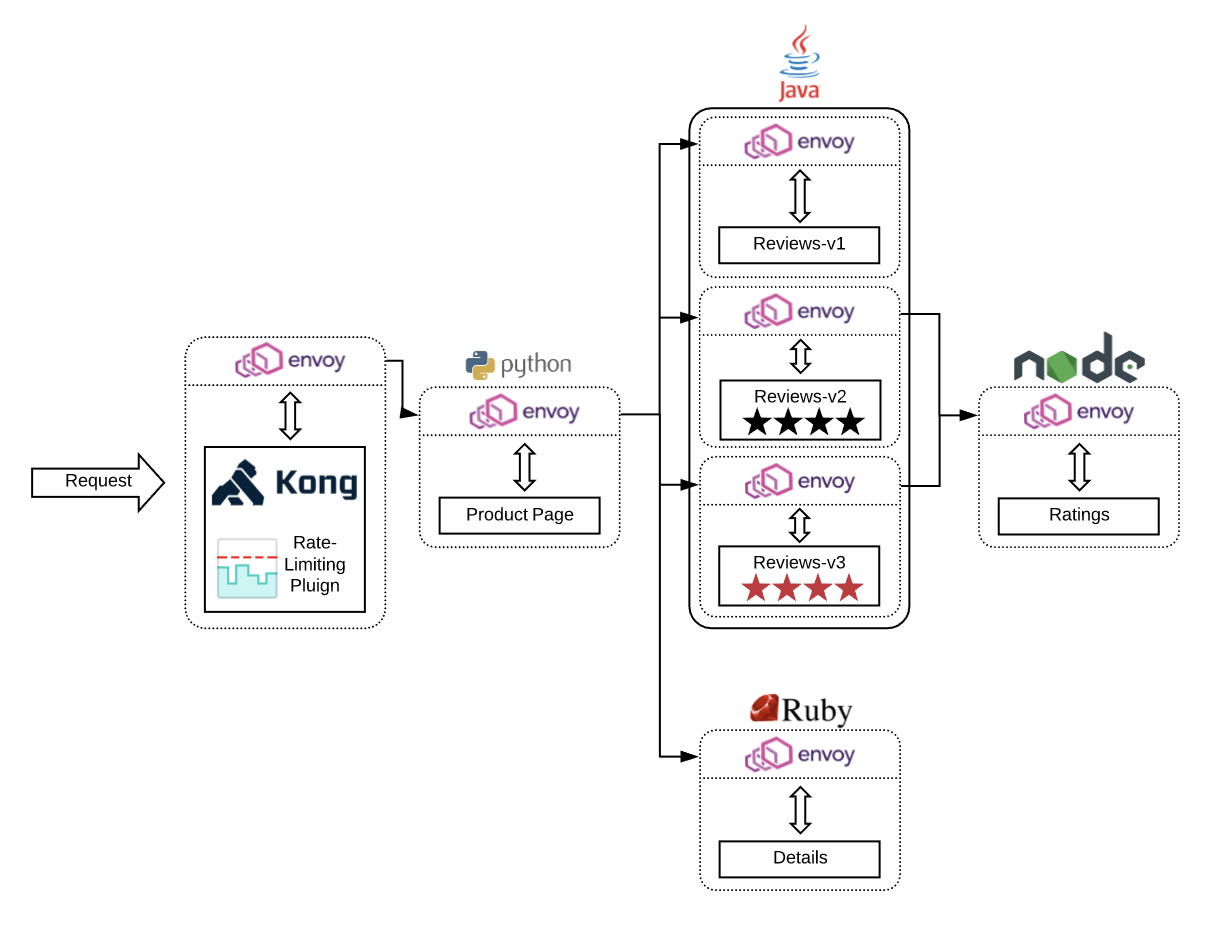 Java
envoy
Reviews-v1
envoy
Reviews-v2
envoy
Reviews-v3
envoy
Request
Kong
Rate-
Limiting
Pluign
python
envoy
Product Page
node
envoy
Ratings
Ruby
envoy
Details